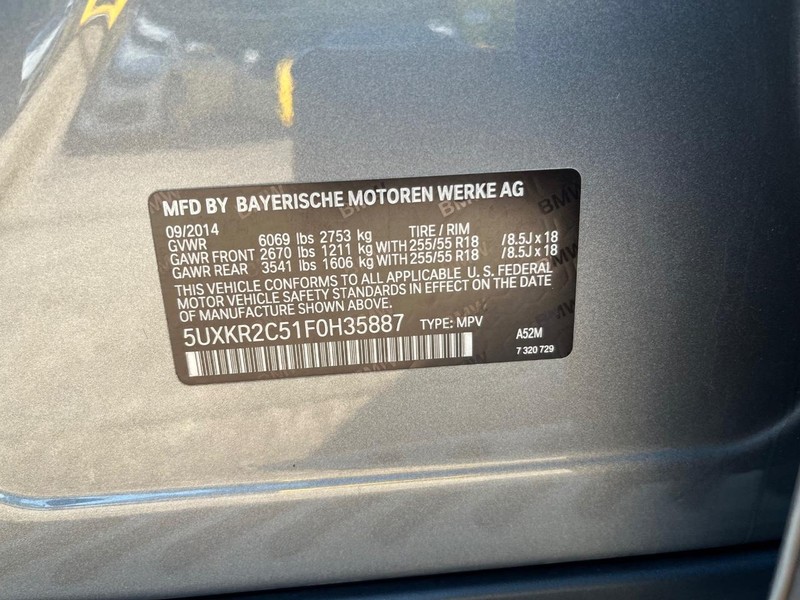 MFD BY BAYERISCHE MOTOREN WERKE AG
09/2014 TIRE / RIM
GVWR 6069 lbs 2753 kg
GAWR FRONT 2670 lbs 1211 kg WITH 255/55 R18 /8.5J x 18
GAWR REAR 3541 lbs 1606 kg WITH 255/55 R18 /8.5J x 18
THIS VEHICLE CONFORMS TO ALL APPLICABLE U. S. FEDERAL
MOTOR VEHICLE SAFETY STANDARDS IN EFFECT ON THE DATE
OF MANUFACTURE SHOWN ABOVE.
5UXKR2C51F0H35887 TYPE: MPV A52M
7 320 729